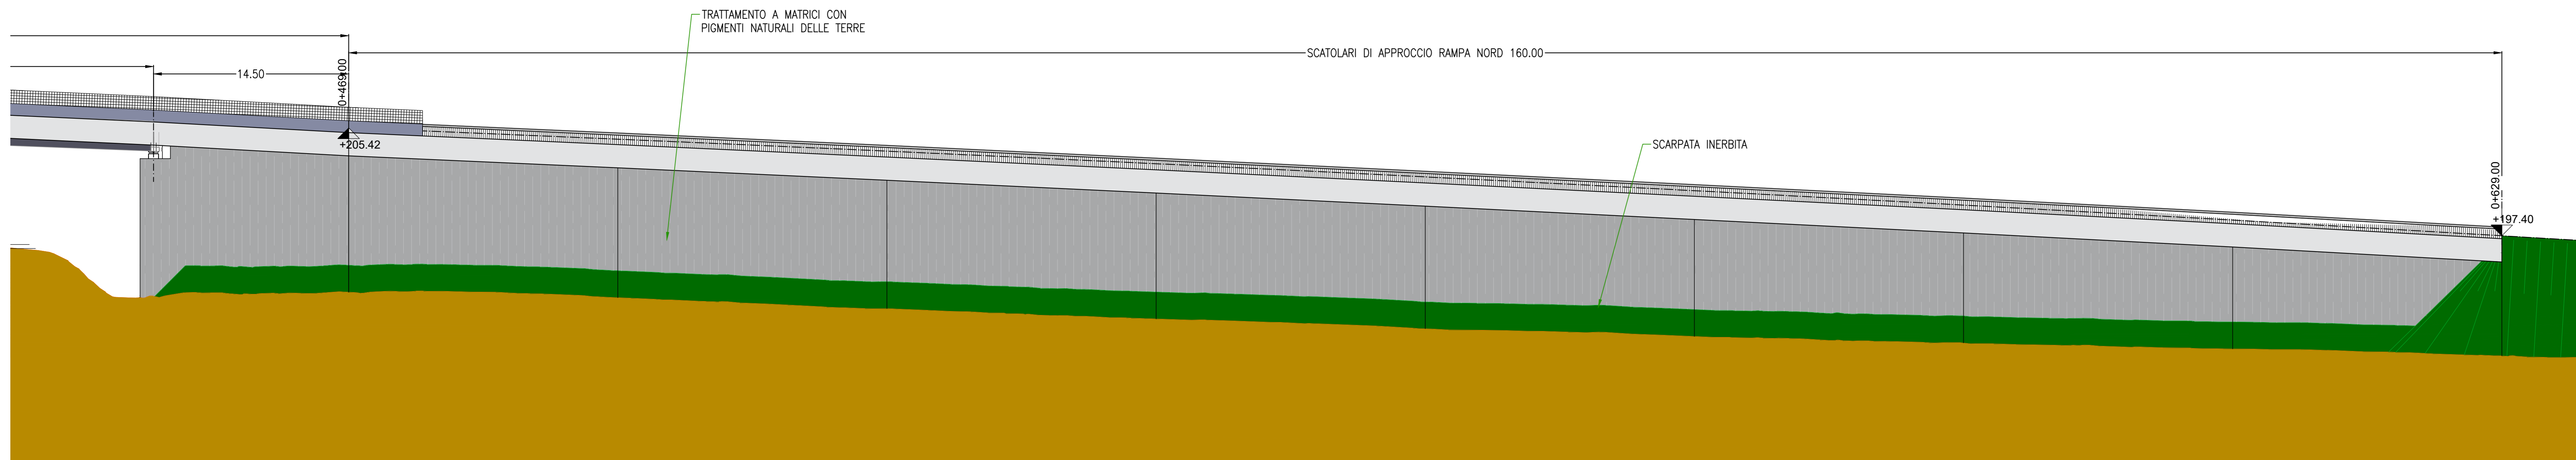 TRATTAMENTO A MATRICI CON
PIGMENTI NATURALI DELLE TERRE
SCATOLARI DI APPROCCIO RAMPA NORD 160.00
14.50
0+469.00
+205.42
SCARPATA INERBITA
0+629.00
+197.40